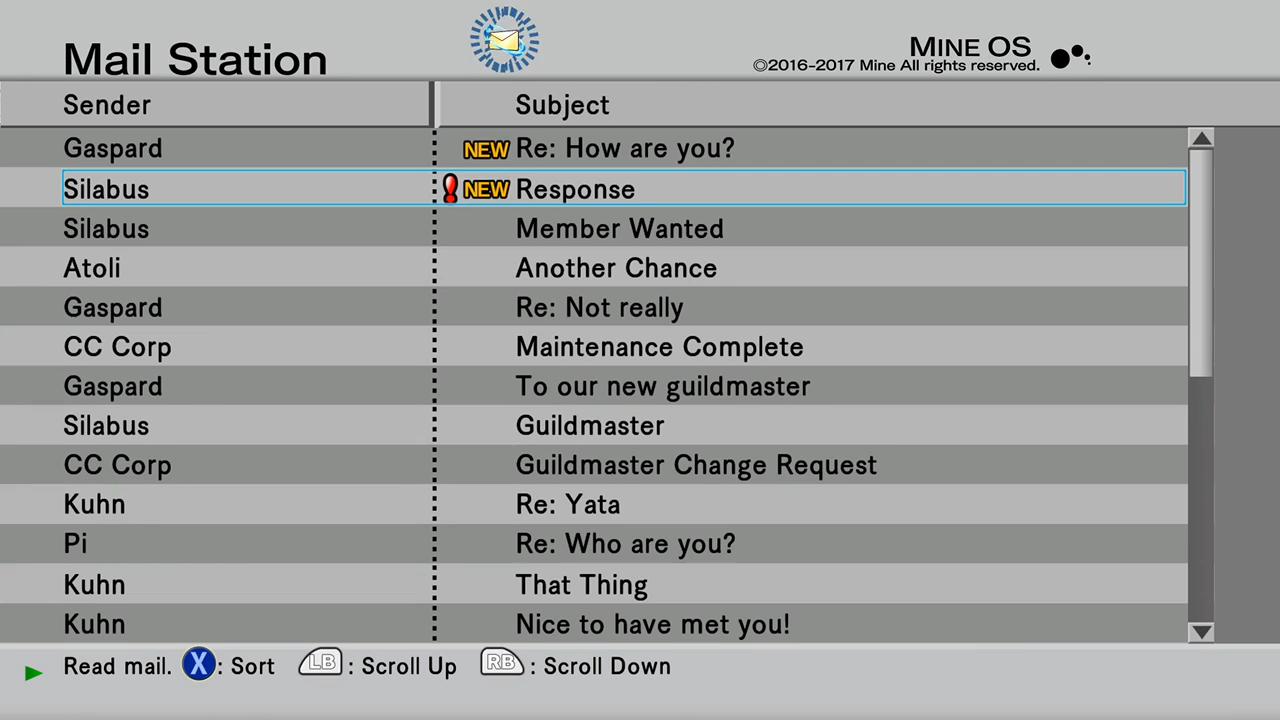 Mail Station
MINE OS
©2016-2017 Mine All rights reserved.
Sender Subject
Gaspard NEW Re: How are you?
Silabus NEW Response
Silabus Member Wanted
Atoli Another Chance
Gaspard Re: Not really
CC Corp Maintenance Complete
Gaspard To our new guildmaster
Silabus Guildmaster
CC Corp Guildmaster Change Request
Kuhn Re: Yata
Pi Re: Who are you?
Kuhn That Thing
Kuhn Nice to have met you!
Read mail. X: Sort LB: Scroll Up RB: Scroll Down